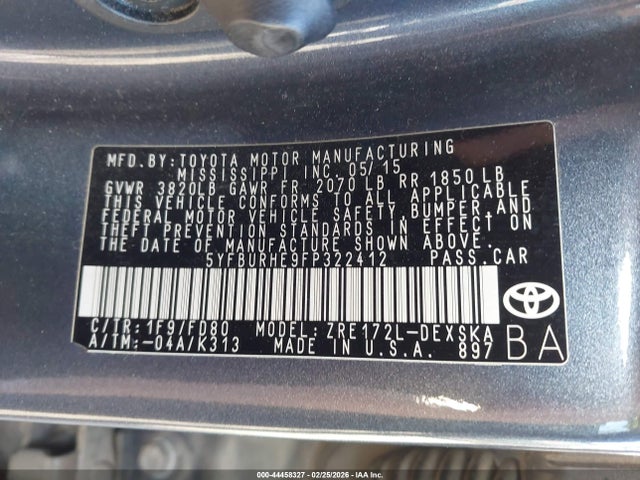 MFD. BY: TOYOTA MOTOR MANUFACTURING
MISSISSIPPI INC. 05/15
GVWR 3820LB GAWR FR 2070 LB, RR 1850 LB
THIS VEHICLE CONFORMS TO ALL APPLICABLE
FEDERAL MOTOR VEHICLE SAFETY, BUMPER, AND
THEFT PREVENTION STANDARDS IN EFFECT ON
THE DATE OF MANUFACTURE SHOWN ABOVE.
5YFBURHE9FP322412 PASS. CAR
C/TR: 1F9/FD80 MODEL: ZRE172L-DEXSKA
A/TM: -04A/K313 MADE IN U.S.A. 897
BA
000-44458327 - 02/25/2026 - IAA Inc.